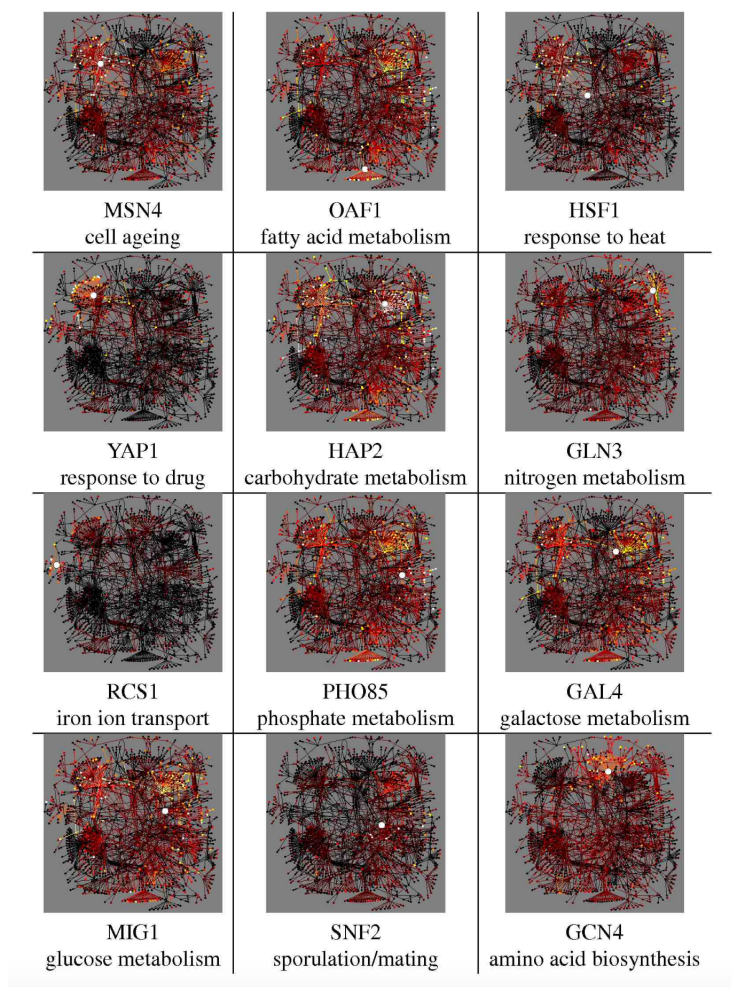 MSN4
cell ageing
OAF1
fatty acid metabolism
HSF1
response to heat
YAP1
response to drug
HAP2
carbohydrate metabolism
GLN3
nitrogen metabolism
RCS1
iron ion transport
PHO85
phosphate metabolism
GAL4
galactose metabolism
MIG1
glucose metabolism
SNF2
sporulation/mating
GCN4
amino acid biosynthesis